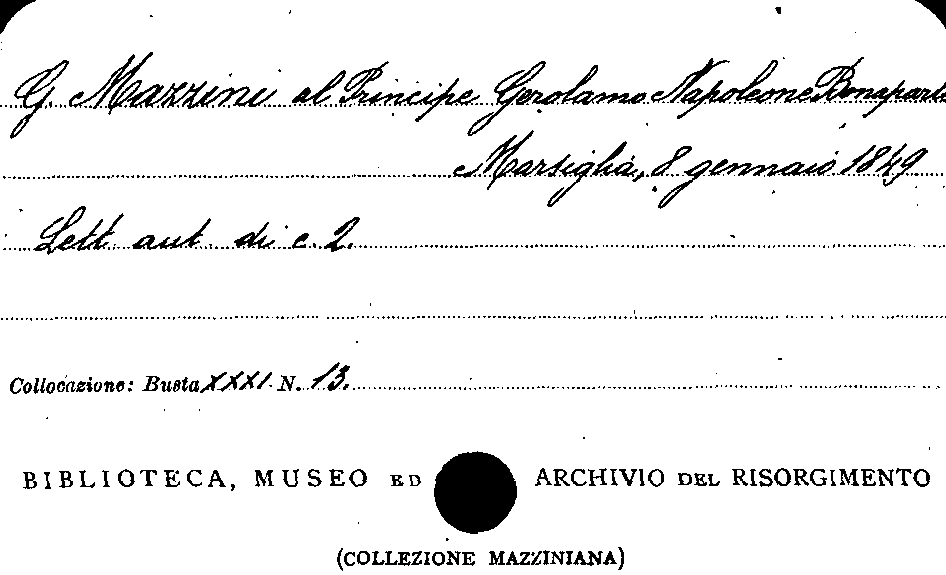 G. Mazzini al Principe Gerolamo Napoleone Bonaparte
Marsiglia, 8 gennaio 1849
Lett. aut. di c. 2.
Collocazione: Busta XXXI N. 13.
BIBLIOTECA, MUSEO ED ARCHIVIO DEL RISORGIMENTO
(COLLEZIONE MAZZINIANA)